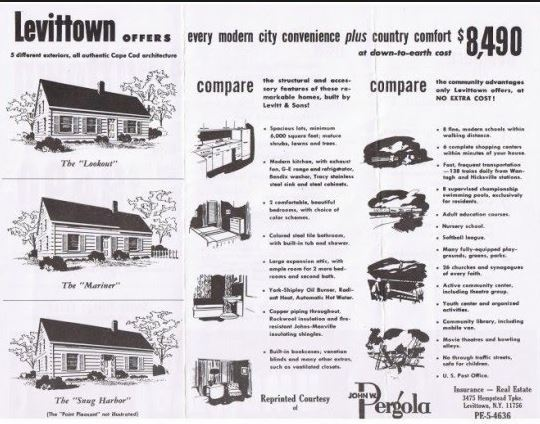 Levittown OFFERS every modern city convenience plus country comfort $8,490
5 different exteriors, all authentic Cape Cod architecture
at down-to-earth cost
The "Lookout"
The "Mariner"
The "Snug Harbor"
(The "Point Pleasant" not illustrated)
compare
the structural and acces-
sory features of these re-
markable homes, built by
Levitt & Sons!
• Spacious lots, minimum
6,000 square feet; mature
shrubs, lawns and trees.
• Modern kitchen, with exhaust
fan, G-E range and refrigerator,
Bendix washer, Tracy stainless
steel sink and steel cabinets.
• 2 comfortable, beautiful
bedrooms, with choice of
color schemes.
• Colored steel tile bathroom,
with built-in tub and shower.
• Large expansion attic, with
ample room for 2 more bed-
rooms and second bath.
• York-Shipley Oil Burner, Radi-
ant Heat, Automatic Hot Water.
• Copper piping throughout,
Rockwool insulation and fire-
resistant Johns-Manville
insulating shingles.
• Built-in bookcases, venetian
blinds and many other extras,
such as ventilated closets.
Reprinted Courtesy
of
compare
the community advantages
only Levittown offers, at
NO EXTRA COST!
• 8 fine, modern schools within
walking distance.
• 6 complete shopping centers
within minutes of your house.
• Fast, frequent transportation
—138 trains daily from Wan-
tagh and Hicksville stations.
• 8 supervised championship
swimming pools, exclusively
for residents.
• Adult education courses.
• Nursery school.
• Softball league.
• Many fully-equipped play-
grounds, greens, parks.
• 26 churches and synagogues
of every faith.
• Active community center,
including theatre group.
• Youth center and organized
activities.
• Community library, including
mobile van.
• Movie theatres and bowling
alleys.
• No through traffic streets,
safe for children.
• U. S. Post Office.
JOHN W.
Pergola
Insurance — Real Estate
3475 Hempstead Tpke.
Levittown, N.Y. 11756
PE-5-4636